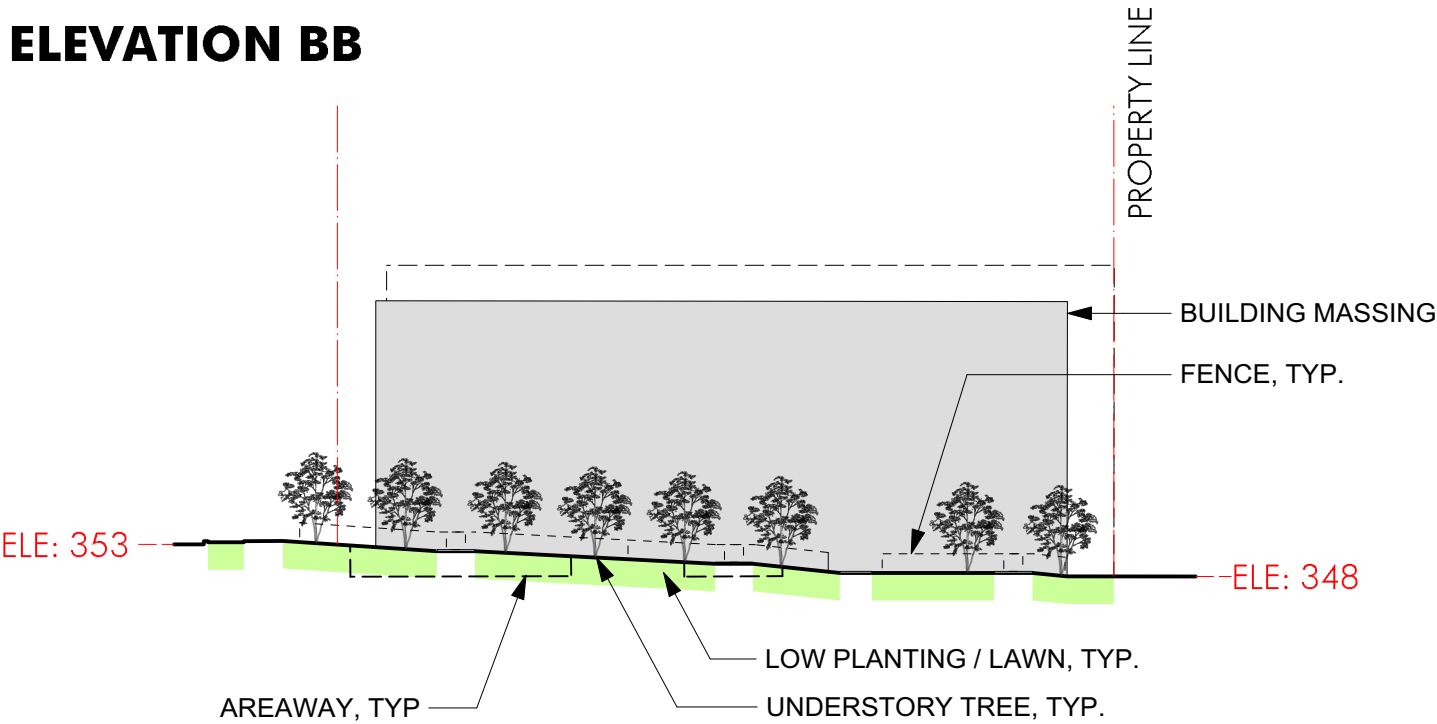 ELEVATION BB
PROPERTY LINE
BUILDING MASSING
FENCE, TYP.
ELE: 353
ELE: 348
LOW PLANTING / LAWN, TYP.
AREAWAY, TYP
UNDERSTORY TREE, TYP.